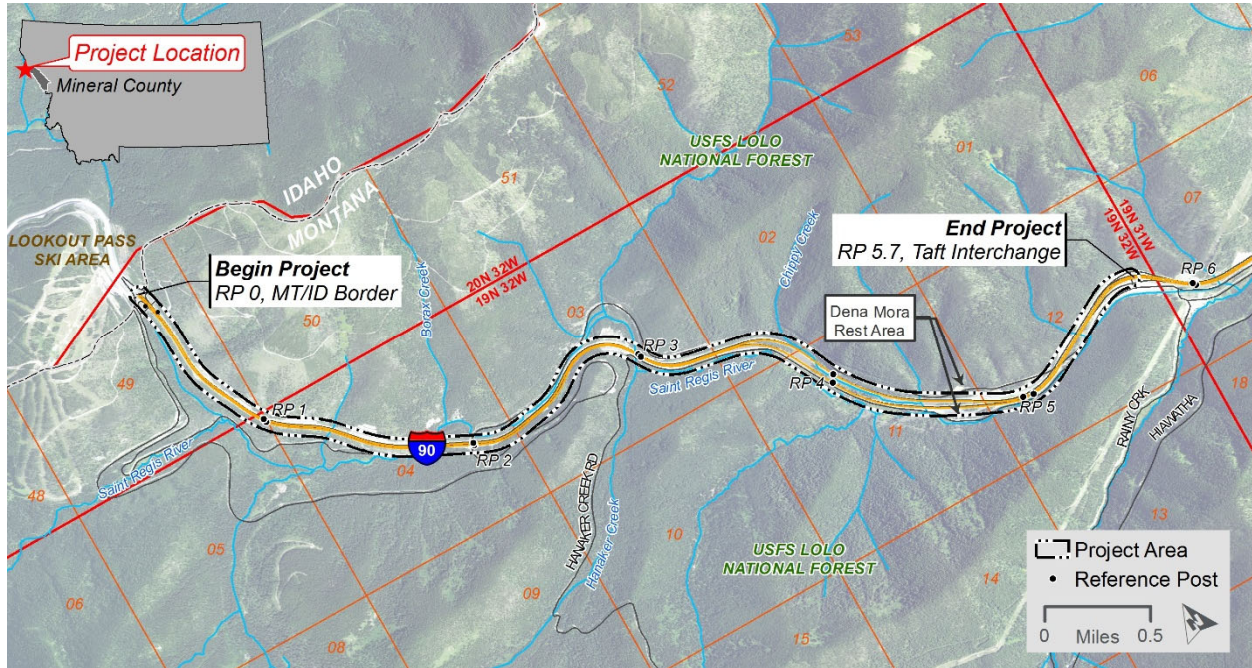 Project Location
Mineral County
53
06
52
USFS LOLO
NATIONAL FOREST
01
IDAHO
MONTANA
51
07
02
Chippy Creek
19N 31W
19N 32W
End Project
RP 5.7, Taft Interchange
LOOKOUT PASS
SKI AREA
Begin Project
RP 0, MT/ID Border
20N 32W
19N 32W
Borax Creek
RP 6
50
03
Dena Mora
Rest Area
12
RP 3
49
Saint Regis River
RP 4
18
RP 1
RP 5
11
90
RP 2
RAINY CRK
HIAWATHA
04
Saint Regis River
48
HANAKER CREEK RD
Hanaker Creek
10
13
05
USFS LOLO
NATIONAL FOREST
Project Area
14
Reference Post
06
09
15
0 Miles 0.5
N